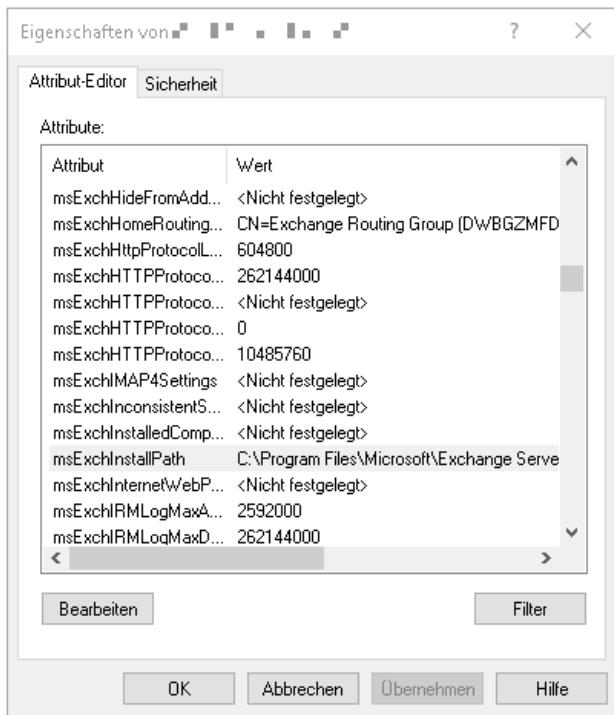 Eigenschaften von
Attribut-Editor Sicherheit
Attribute:
Attribut Wert
msExchHideFromAdd... <Nicht festgelegt>
msExchHomeRouting... CN=Exchange Routing Group (DWBGZMFD
msExchHttpProtocolL... 604800
msExchHTTPProtoco... 262144000
msExchHTTPProtoco... <Nicht festgelegt>
msExchHTTPProtoco... 0
msExchHTTPProtoco... 10485760
msExchIMAP4Settings <Nicht festgelegt>
msExchInconsistentS... <Nicht festgelegt>
msExchInstalledComp... <Nicht festgelegt>
msExchInstallPath C:\Program Files\Microsoft\Exchange Serve
msExchInternetWebP... <Nicht festgelegt>
msExchIRMLogMaxA... 2592000
msExchIRMLogMaxD... 262144000
Bearbeiten Filter
OK Abbrechen Übernehmen Hilfe